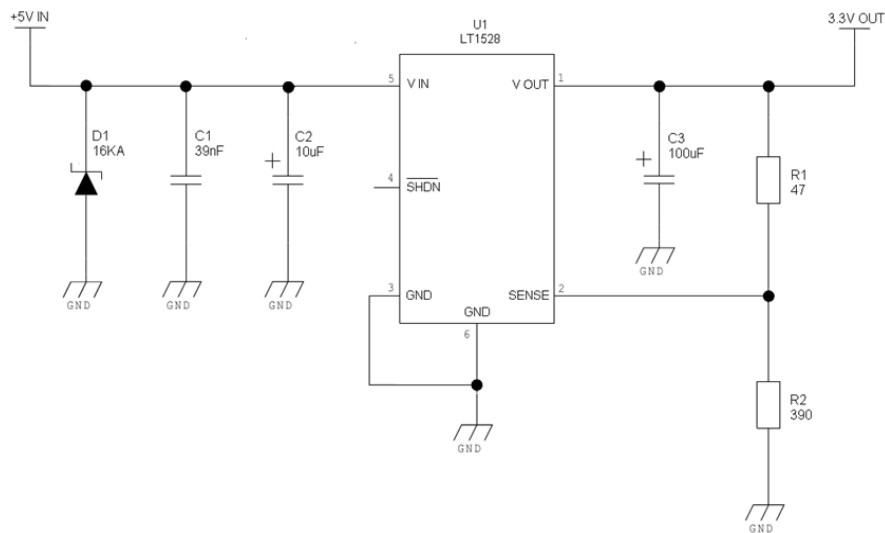 +5V IN
U1
LT1528
3.3V OUT
5
V IN
V OUT
1
D1
16KA
C1
39nF
C2
10uF
+
4
SHDN
C3
100uF
+
R1
47
GND
GND
GND
GND
3
GND
SENSE
2
GND
6
R2
390
GND
GND